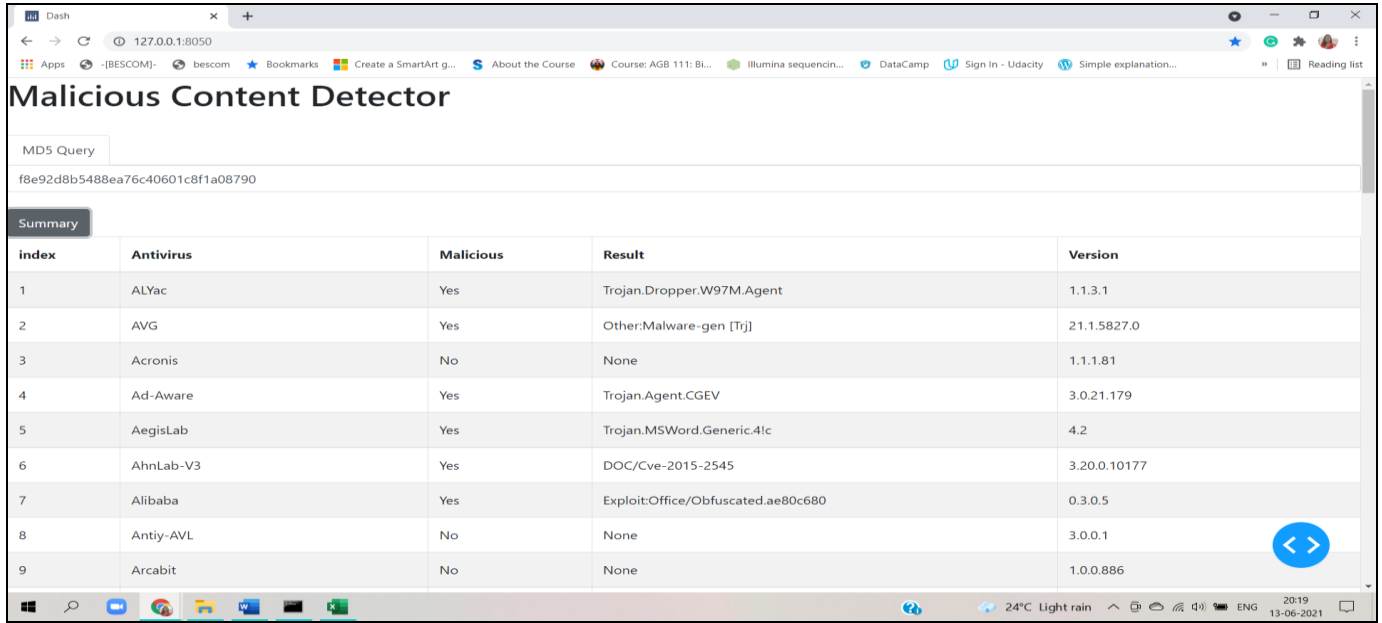 Dash
127.0.0.1:8050
Apps -[BESCOM]- bescom Bookmarks Create a SmartArt g... About the Course Course: AGB 111: Bi... Illumina sequencin... DataCamp Sign In - Udacity Simple explanation... » Reading list
Malicious Content Detector
MD5 Query
f8e92d8b5488ea76c40601c8f1a08790
Summary
index Antivirus Malicious Result Version
1 ALYac Yes Trojan.Dropper.W97M.Agent 1.1.3.1
2 AVG Yes Other:Malware-gen [Trj] 21.1.5827.0
3 Acronis No None 1.1.1.81
4 Ad-Aware Yes Trojan.Agent.CGEV 3.0.21.179
5 AegisLab Yes Trojan.MSWord.Generic.4!c 4.2
6 AhnLab-V3 Yes DOC/Cve-2015-2545 3.20.0.10177
7 Alibaba Yes Exploit:Office/Obfuscated.ae80c680 0.3.0.5
8 Antiy-AVL No None 3.0.0.1
9 Arcabit No None 1.0.0.886
24°C Light rain ENG 20:19
13-06-2021